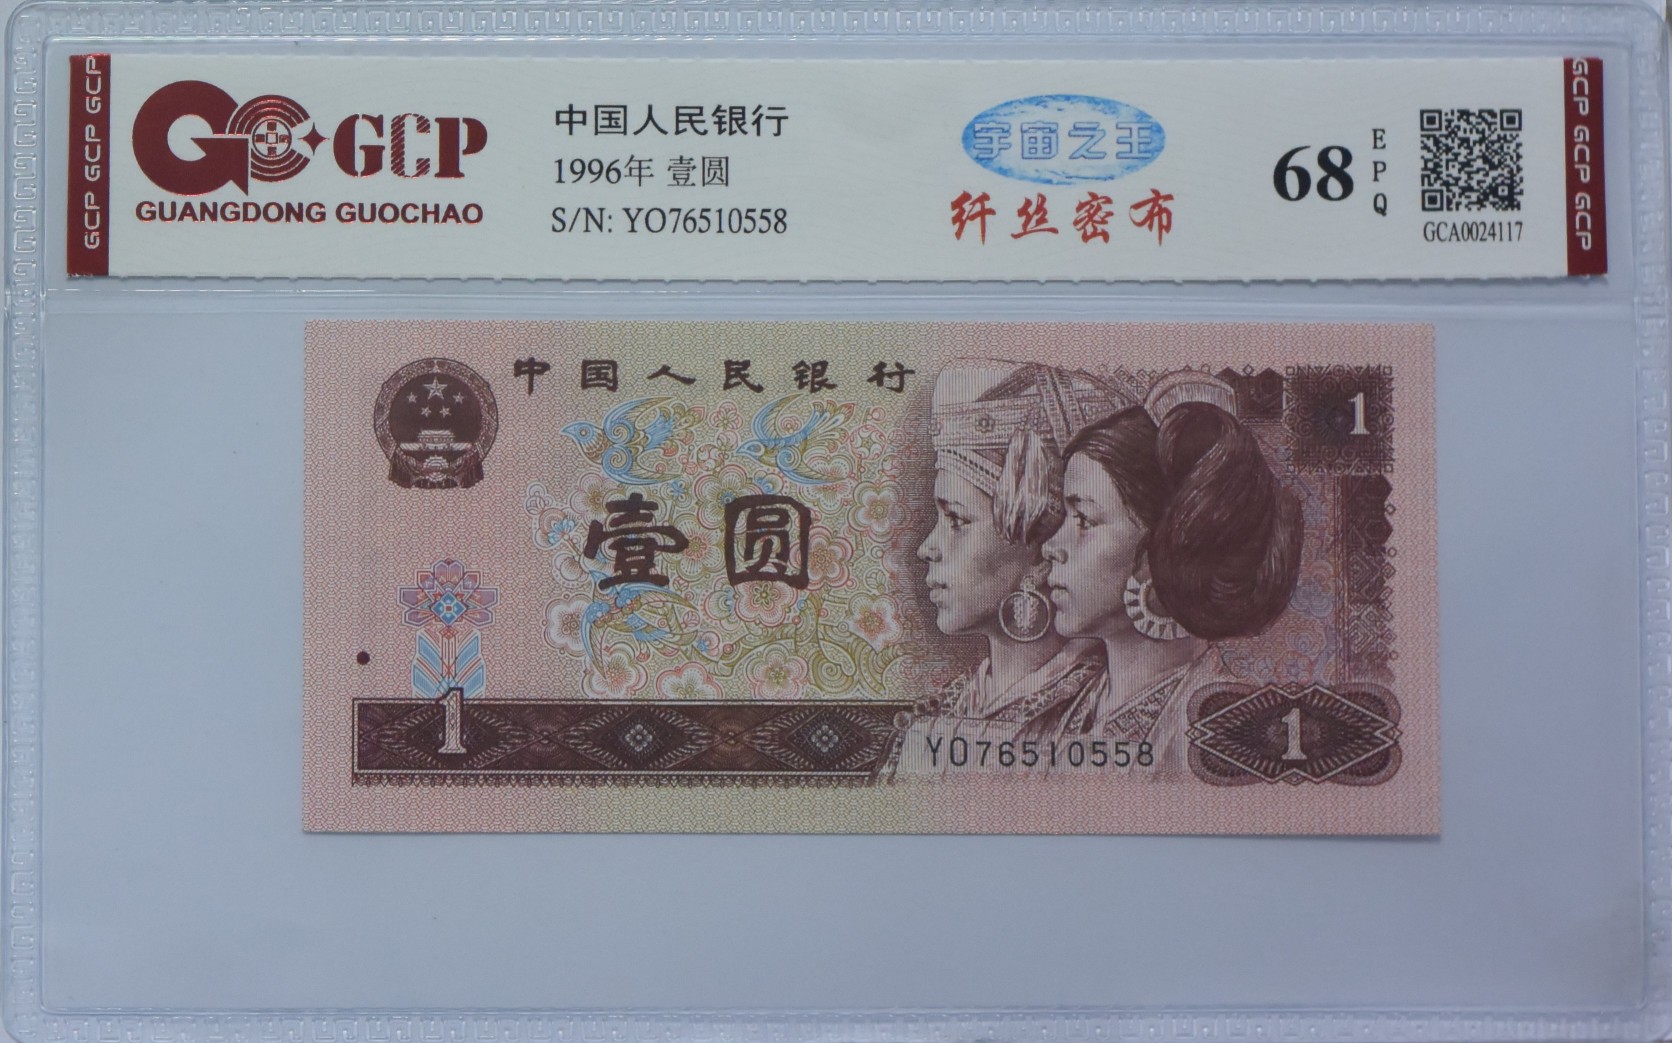 GCP GCP GCP
GCP
GUANGDONG GUOCHAO
中国人民银行
1996年 壹圆
S/N: YO76510558
宇宙之王
纤丝密布
68
EPQ
GCA0024117
GCP GCP GCP
中国人民银行
1
壹圆
1
YO76510558
1